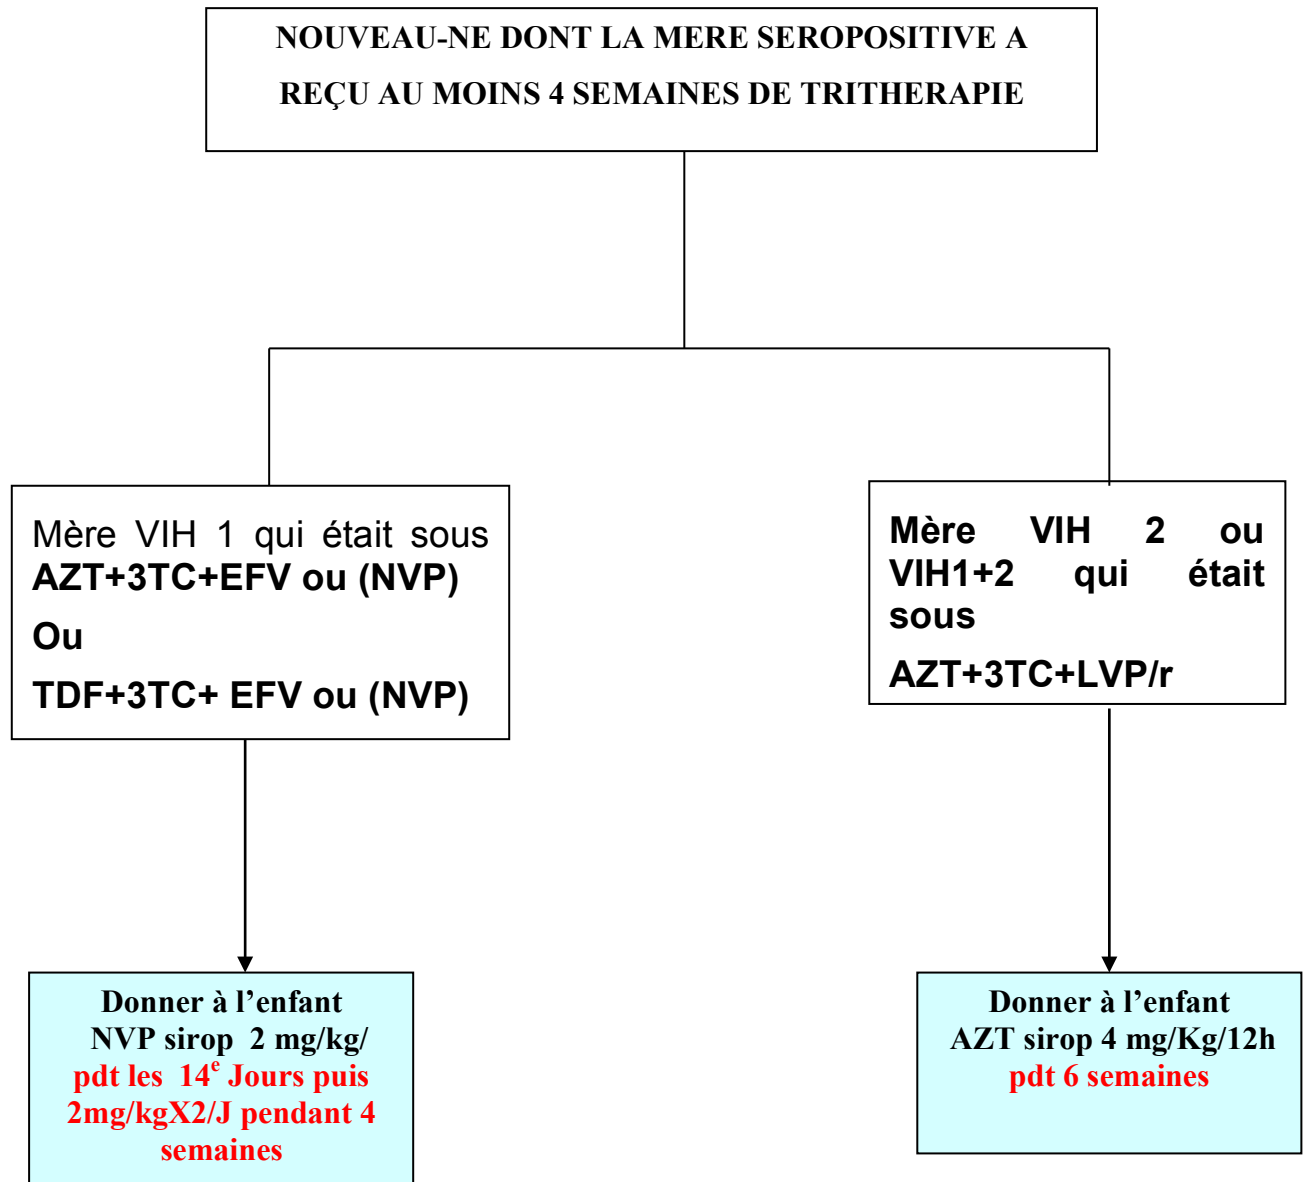 NOUVEAU-NE DONT LA MERE SEROPOSITIVE A
REÇU AU MOINS 4 SEMAINES DE TRITHERAPIE
Mère VIH 1 qui était sous
AZT+3TC+EFV ou (NVP)
Ou
TDF+3TC+ EFV ou (NVP)
Mère VIH 2 ou
VIH1+2 qui était
sous
AZT+3TC+LVP/r
Donner à l’enfant
NVP sirop 2 mg/kg/
pdt les 14e Jours puis
2mg/kgX2/J pendant 4
semaines
Donner à l’enfant
AZT sirop 4 mg/Kg/12h
pdt 6 semaines